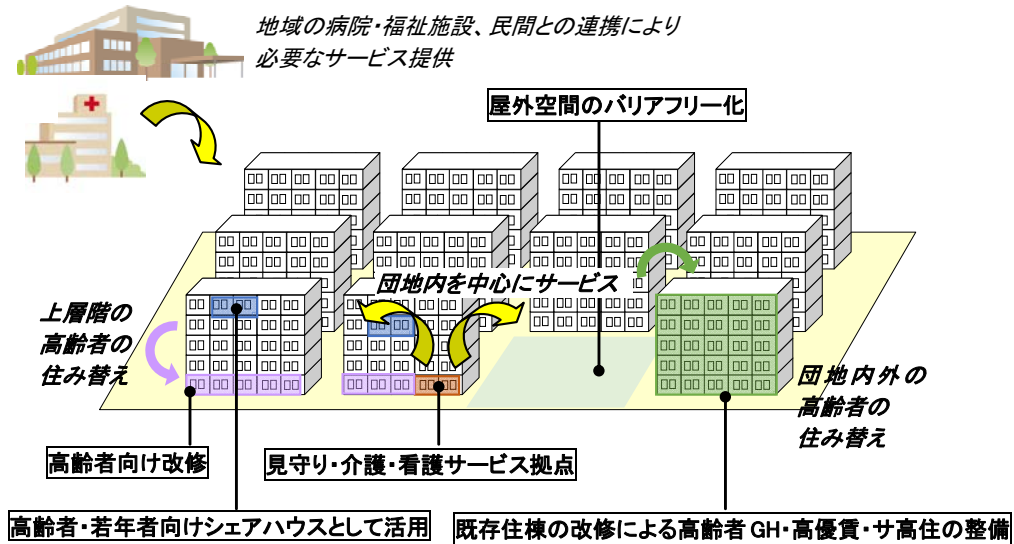 地域の病院・福祉施設、民間との連携により
必要なサービス提供
屋外空間のバリアフリー化
団地内を中心にサービス
上層階の
高齢者の
住み替え
団地内外の
高齢者の
住み替え
高齢者向け改修
見守り・介護・看護サービス拠点
高齢者・若年者向けシェアハウスとして活用
既存住棟の改修による高齢者GH・高優賃・サ高住の整備